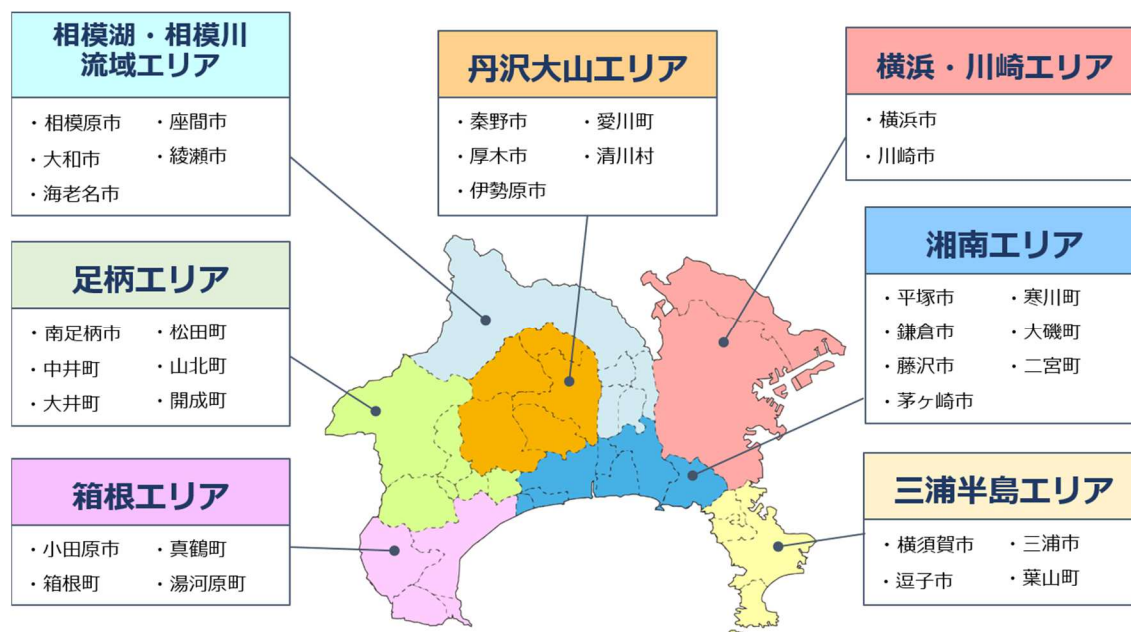 相模湖・相模川
流域エリア
・相模原市 ・座間市
・大和市 ・綾瀬市
・海老名市
丹沢大山エリア
・秦野市 ・愛川町
・厚木市 ・清川村
・伊勢原市
横浜・川崎エリア
・横浜市
・川崎市
足柄エリア
・南足柄市 ・松田町
・中井町 ・山北町
・大井町 ・開成町
湘南エリア
・平塚市 ・寒川町
・鎌倉市 ・大磯町
・藤沢市 ・二宮町
・茅ヶ崎市
箱根エリア
・小田原市 ・真鶴町
・箱根町 ・湯河原町
三浦半島エリア
・横須賀市 ・三浦市
・逗子市 ・葉山町